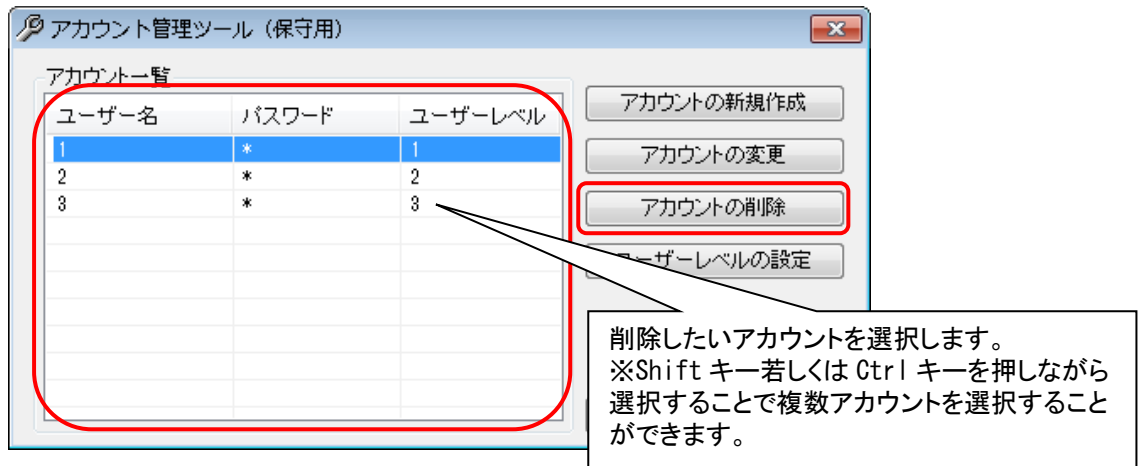 アカウント管理ツール（保守用）
アカウント一覧
ユーザー名 パスワード ユーザーレベル
1 * 1
2 * 2
3 * 3
アカウントの新規作成
アカウントの変更
アカウントの削除
ユーザーレベルの設定
削除したいアカウントを選択します。
※Shift キー若しくは Ctrl キーを押しながら
選択することで複数アカウントを選択すること
ができます。